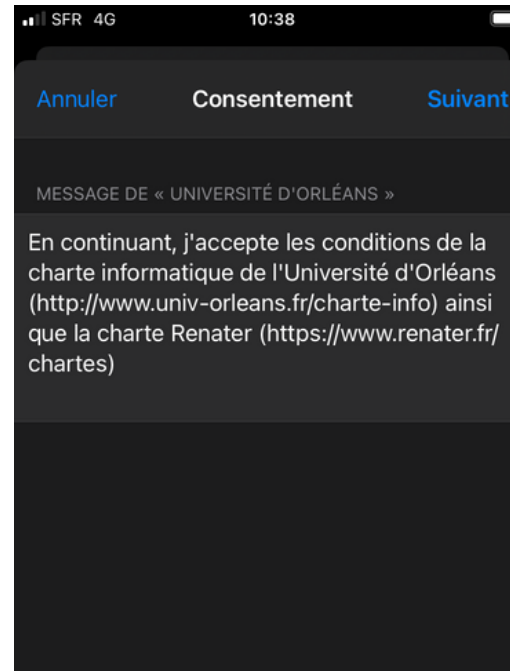 SFR 4G 10:38
Annuler Consentement Suivant
MESSAGE DE « UNIVERSITÉ D'ORLÉANS »
En continuant, j'accepte les conditions de la
charte informatique de l'Université d'Orléans
(http://www.univ-orleans.fr/charte-info) ainsi
que la charte Renater (https://www.renater.fr/
chartes)